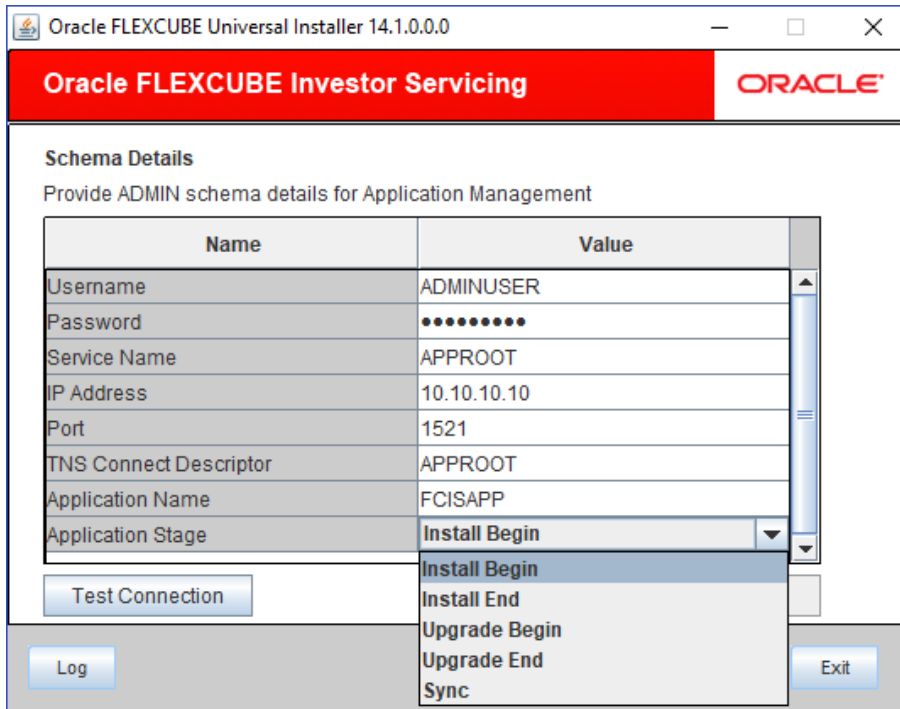 Oracle FLEXCUBE Universal Installer 14.1.0.0.0
Oracle FLEXCUBE Investor Servicing
ORACLE
Schema Details
Provide ADMIN schema details for Application Management
Name Value
Username ADMINUSER
Password •••••••••
Service Name APPROOT
IP Address 10.10.10.10
Port 1521
TNS Connect Descriptor APPROOT
Application Name FCISAPP
Application Stage Install Begin
Install Begin
Install End
Upgrade Begin
Upgrade End
Sync
Test Connection
Log
Exit